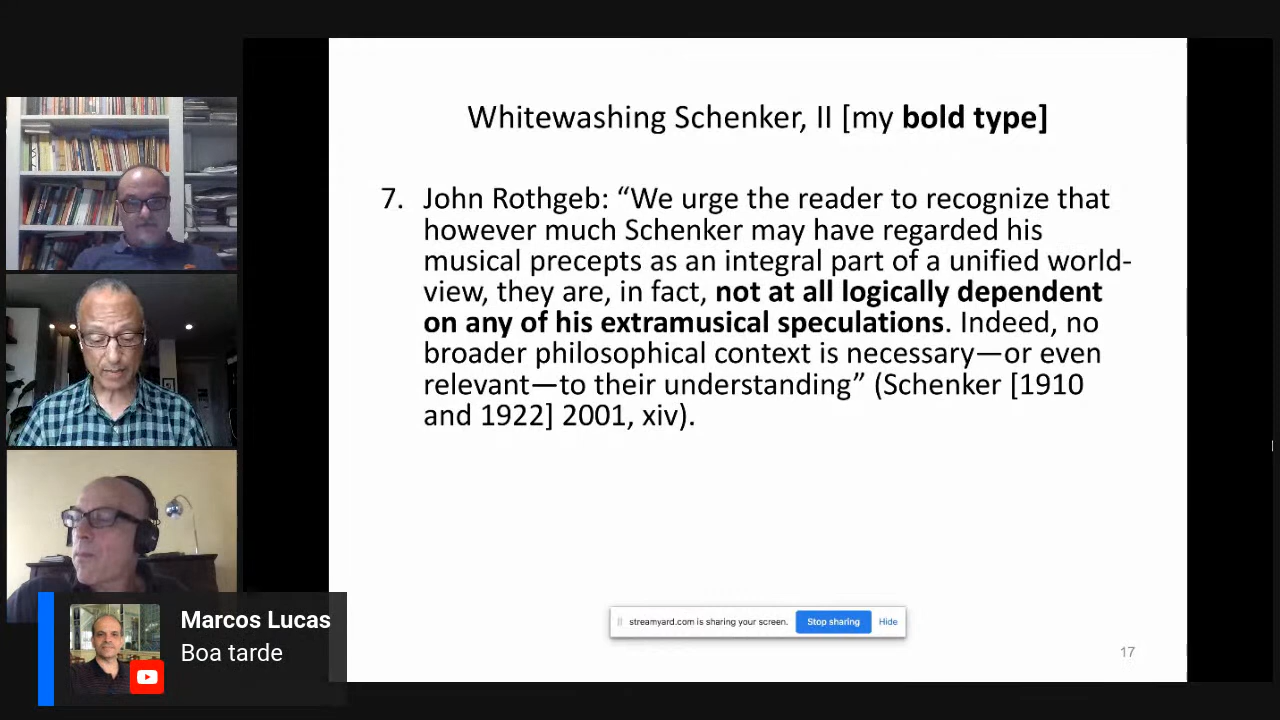 Whitewashing Schenker, II [my bold type]
7. John Rothgeb: “We urge the reader to recognize that
however much Schenker may have regarded his
musical precepts as an integral part of a unified world-
view, they are, in fact, not at all logically dependent
on any of his extramusical speculations. Indeed, no
broader philosophical context is necessary—or even
relevant—to their understanding” (Schenker [1910
and 1922] 2001, xiv).
streamyard.com is sharing your screen. Stop sharing Hide
17
Marcos Lucas
Boa tarde